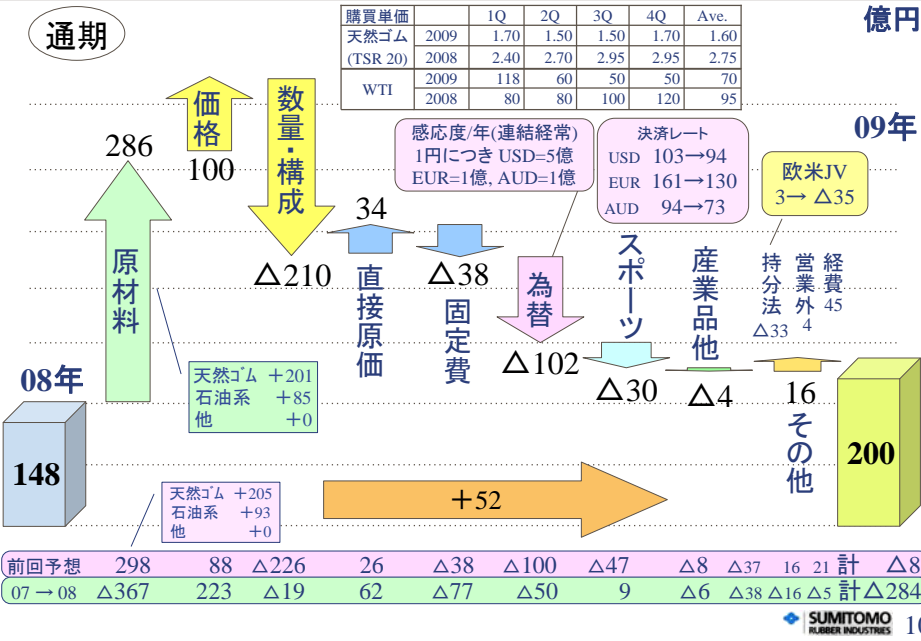 通期
億円
購買単価 1Q 2Q 3Q 4Q Ave.
天然ゴム 2009 1.70 1.50 1.50 1.70 1.60
(TSR 20) 2008 2.40 2.70 2.95 2.95 2.75
WTI 2009 118 60 50 50 70
2008 80 80 100 120 95
感応度/年(連結経常)
1円につき USD=5億
EUR=1億, AUD=1億
決済レート
USD 103→94
EUR 161→130
AUD 94→73
欧米JV
3→ △35
08年
148
286
原材料
天然ゴム +201
石油系 +85
他 +0
価格
100
数量・構成
△210
34
直接原価
△38
固定費
為替
△102
スポーツ
△30
産業品他
△4
持分法
△33
営業外
4
経費
45
16
その他
09年
200
+52
天然ゴム +205
石油系 +93
他 +0
前回予想 298 88 △226 26 △38 △100 △47 △8 △37 16 21 計 △8
07→08 △367 223 △19 62 △77 △50 9 △6 △38 △16 △5 計 △284
SUMITOMO
RUBBER INDUSTRIES